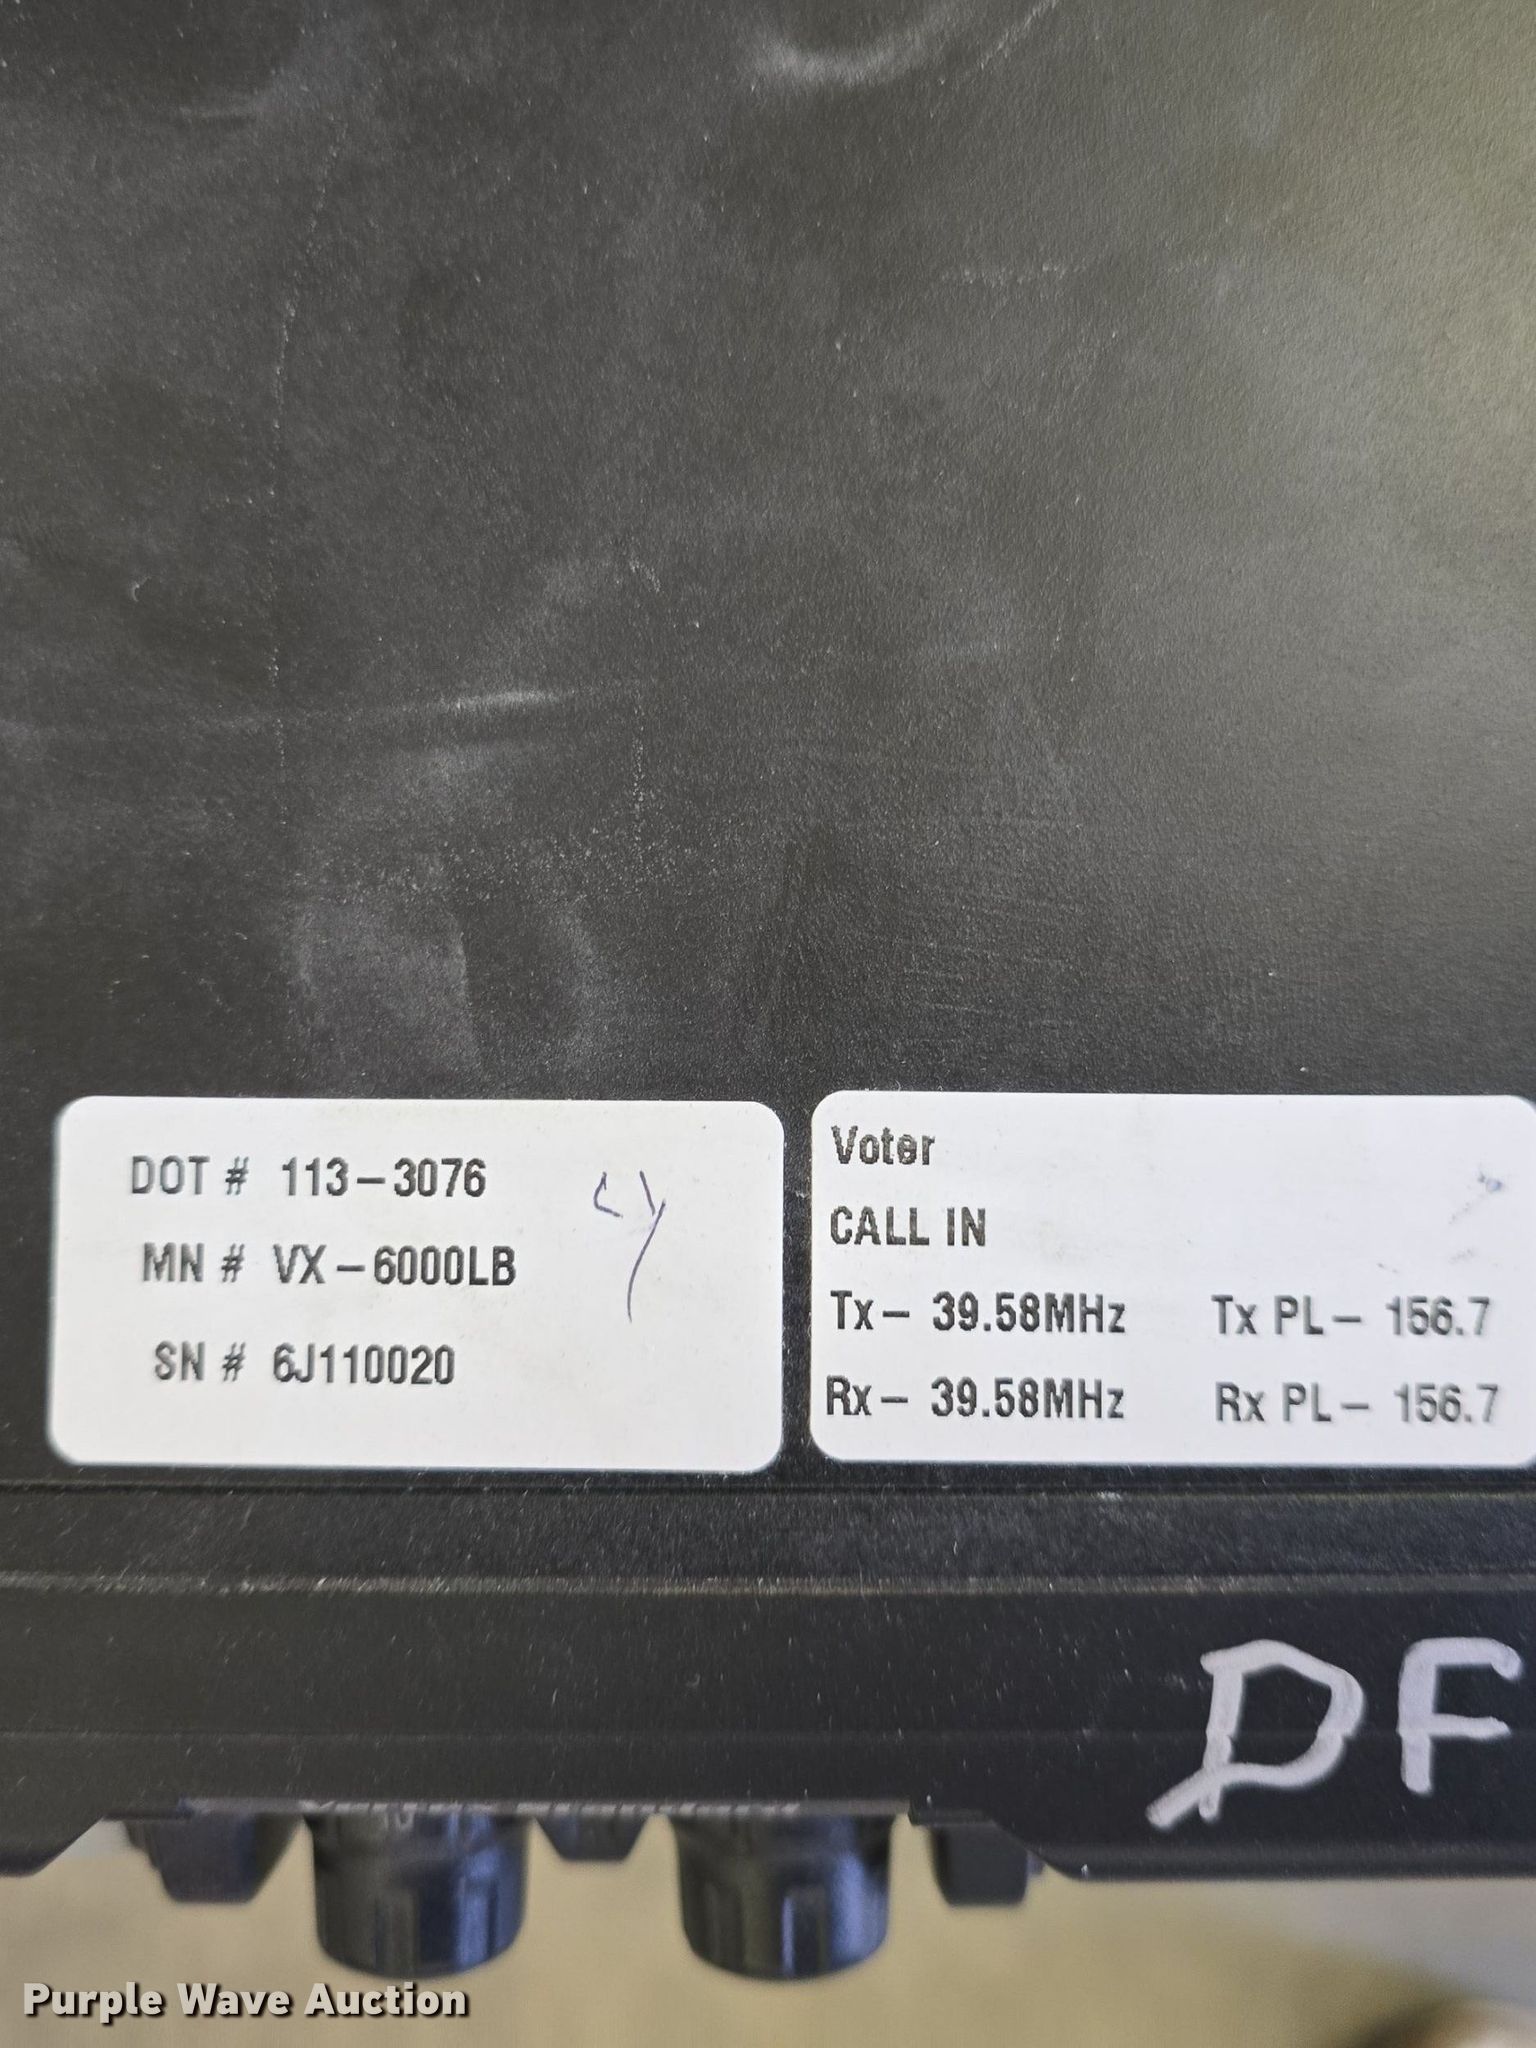 DOT # 113-3076
MN # VX-6000LB
SN # 6J110020
Voter
CALL IN
Tx- 39.58MHz Tx PL- 156.7
Rx- 39.58MHz Rx PL- 156.7
DF
Purple Wave Auction